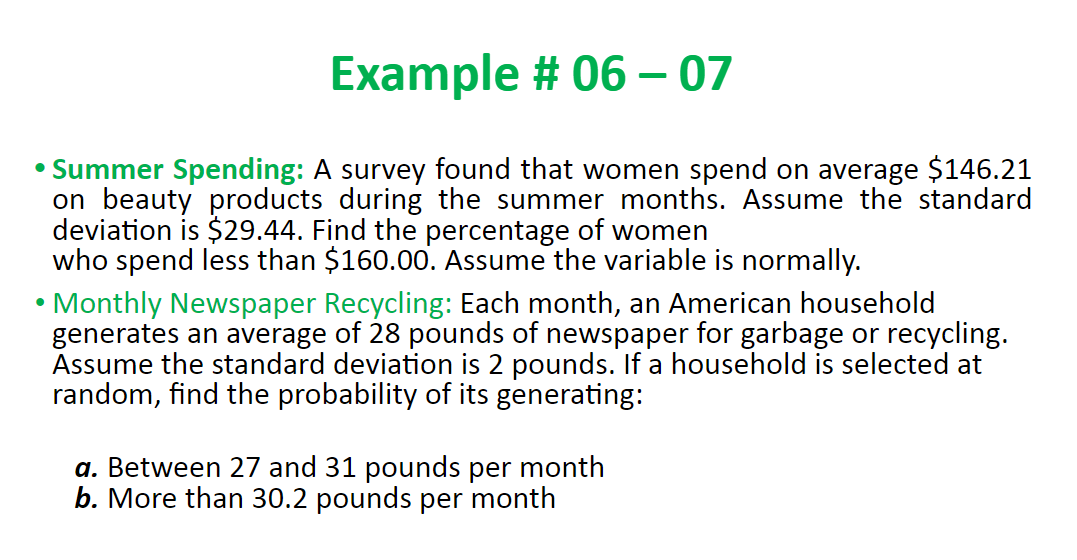 Example # 06 – 07
• Summer Spending: A survey found that women spend on average $146.21
on beauty products during the summer months. Assume the standard
deviation is $29.44. Find the percentage of women
who spend less than $160.00. Assume the variable is normally.
• Monthly Newspaper Recycling: Each month, an American household
generates an average of 28 pounds of newspaper for garbage or recycling.
Assume the standard deviation is 2 pounds. If a household is selected at
random, find the probability of its generating:
a. Between 27 and 31 pounds per month
b. More than 30.2 pounds per month